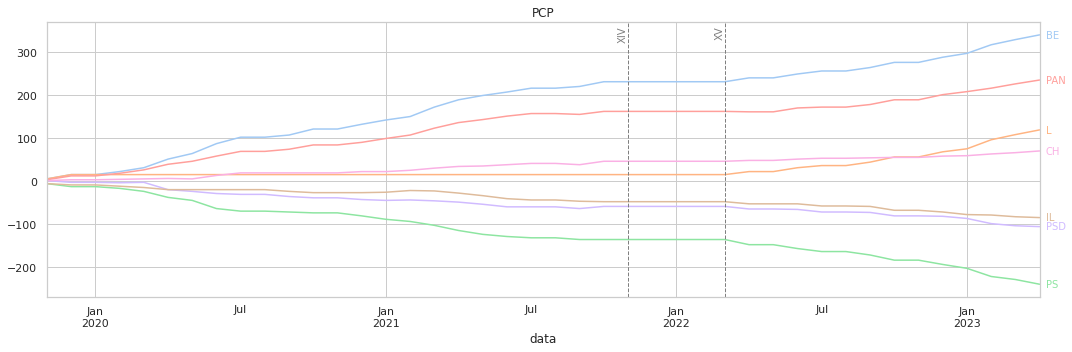 PCP
XIV
XV
300
200
100
0
−100
−200
BE
PAN
L
CH
IL
PSD
PS
Jan
2020
Jul
Jan
2021
Jul
Jan
2022
Jul
Jan
2023
data